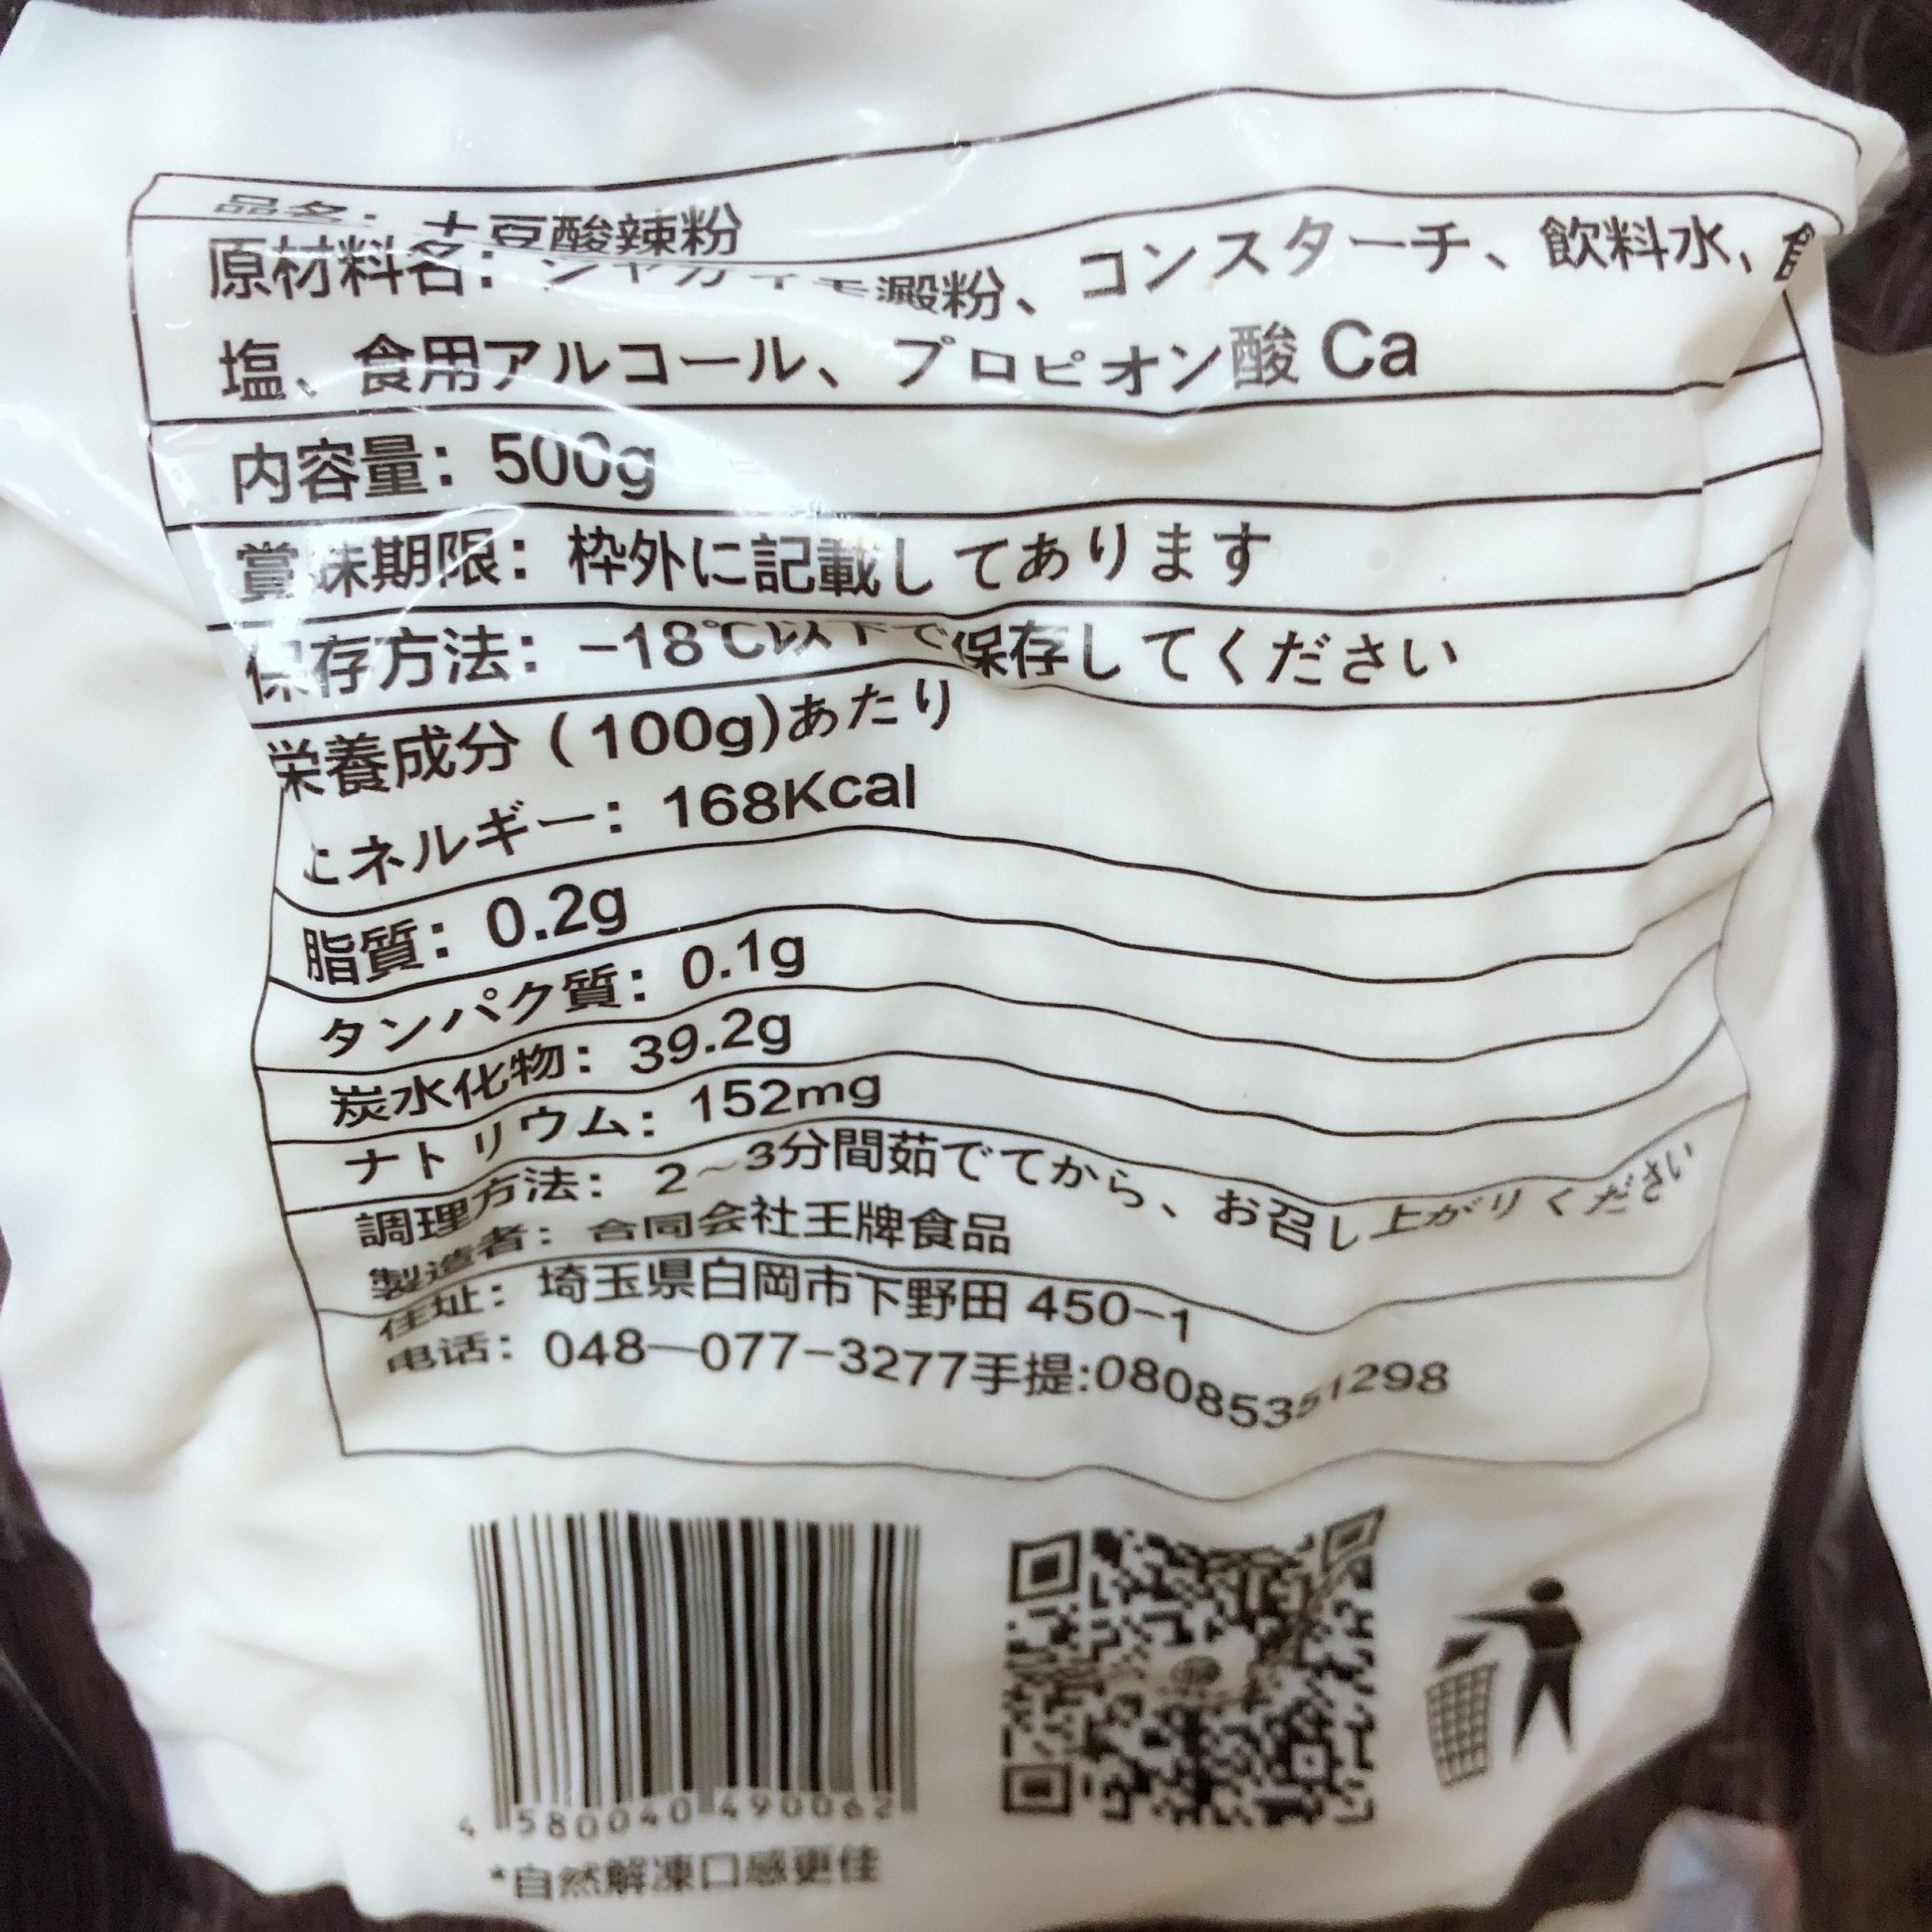 品名：土豆酸辣粉
原材料名：ジャガイモ澱粉、コンスターチ、飲料水、食
塩、食用アルコール、プロピオン酸 Ca
内容量：500g
賞味期限：枠外に記載してあります
保存方法：-18℃以下で保存してください
栄養成分（100g)あたり
エネルギー：168Kcal
脂質：0.2g
タンパク質：0.1g
炭水化物：39.2g
ナトリウム：152mg
調理方法：2～3分間茹でてから、お召し上がりください
製造者：合同会社王牌食品
住址：埼玉県白岡市下野田 450-1
电话：048—077-3277手提:08085351298
4 580040 490062
*自然解凍口感更佳